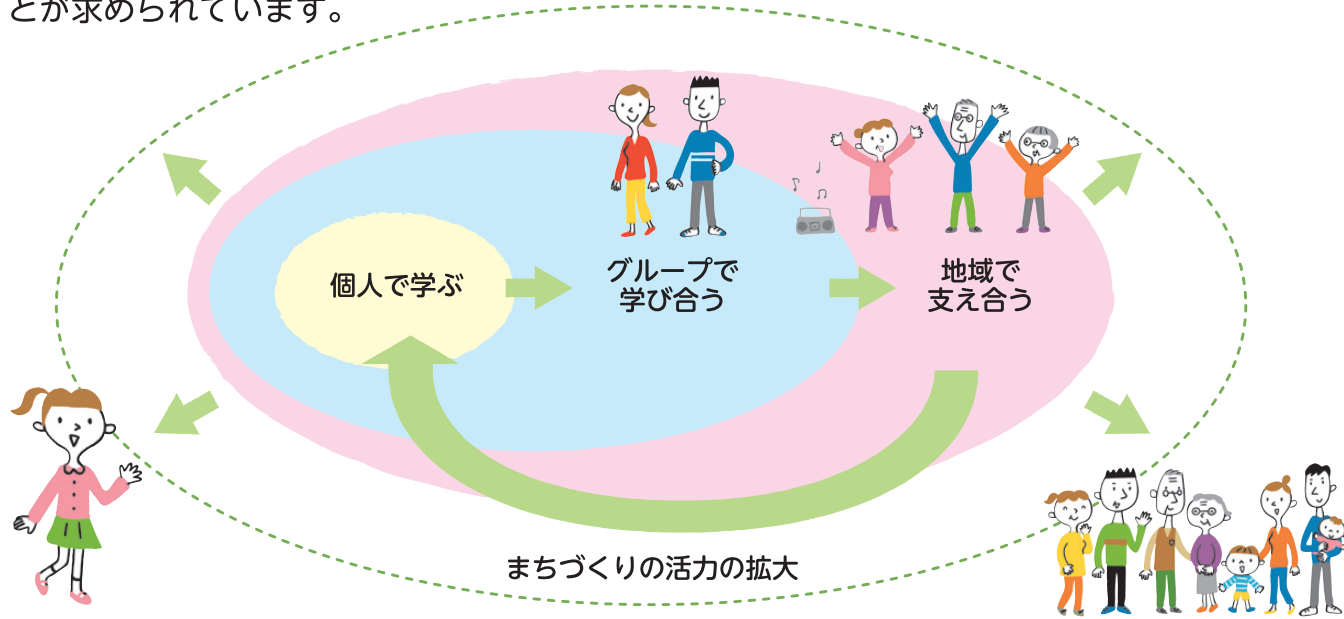 とが求められています。
個人で学ぶ
グループで
学び合う
地域で
支え合う
まちづくりの活力の拡大